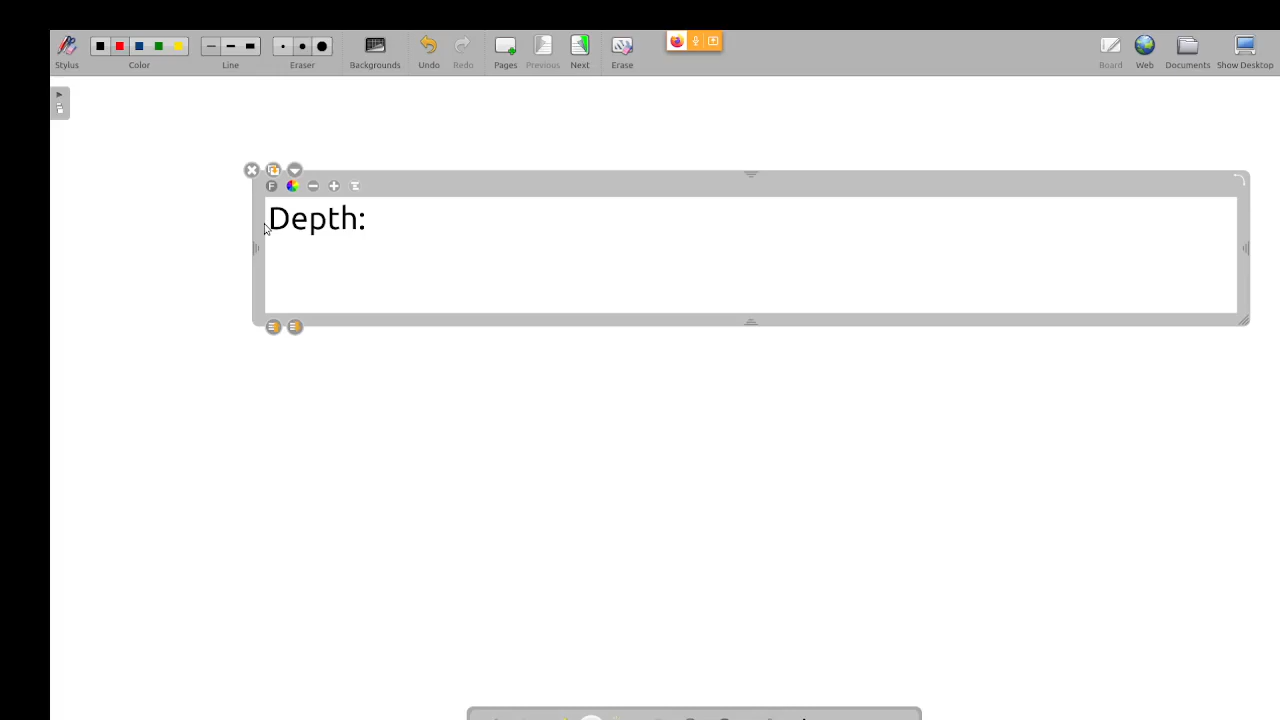 Stylus
Color
Line
Eraser
Backgrounds
Undo
Redo
Pages
Previous
Next
Erase
Board
Web
Documents
Show Desktop
F
Depth: